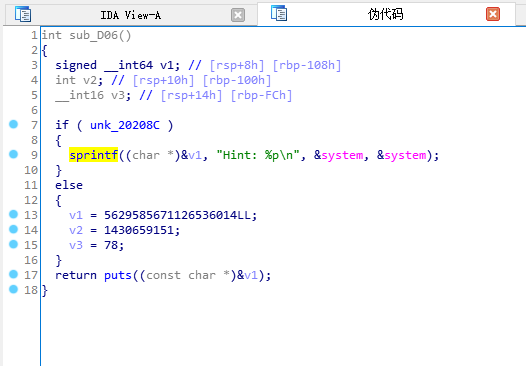 IDA View-A
伪代码
1 int sub_D06()
2 {
3   signed __int64 v1; // [rsp+8h] [rbp-108h]
4   int v2; // [rsp+10h] [rbp-100h]
5   __int16 v3; // [rsp+14h] [rbp-FCh]
6
7   if ( unk_20208C )
8   {
9     sprintf((char *)&v1, "Hint: %p\n", &system, &system);
10   }
11   else
12   {
13     v1 = 5629585671126536014LL;
14     v2 = 1430659151;
15     v3 = 78;
16   }
17   return puts((const char *)&v1);
18 }